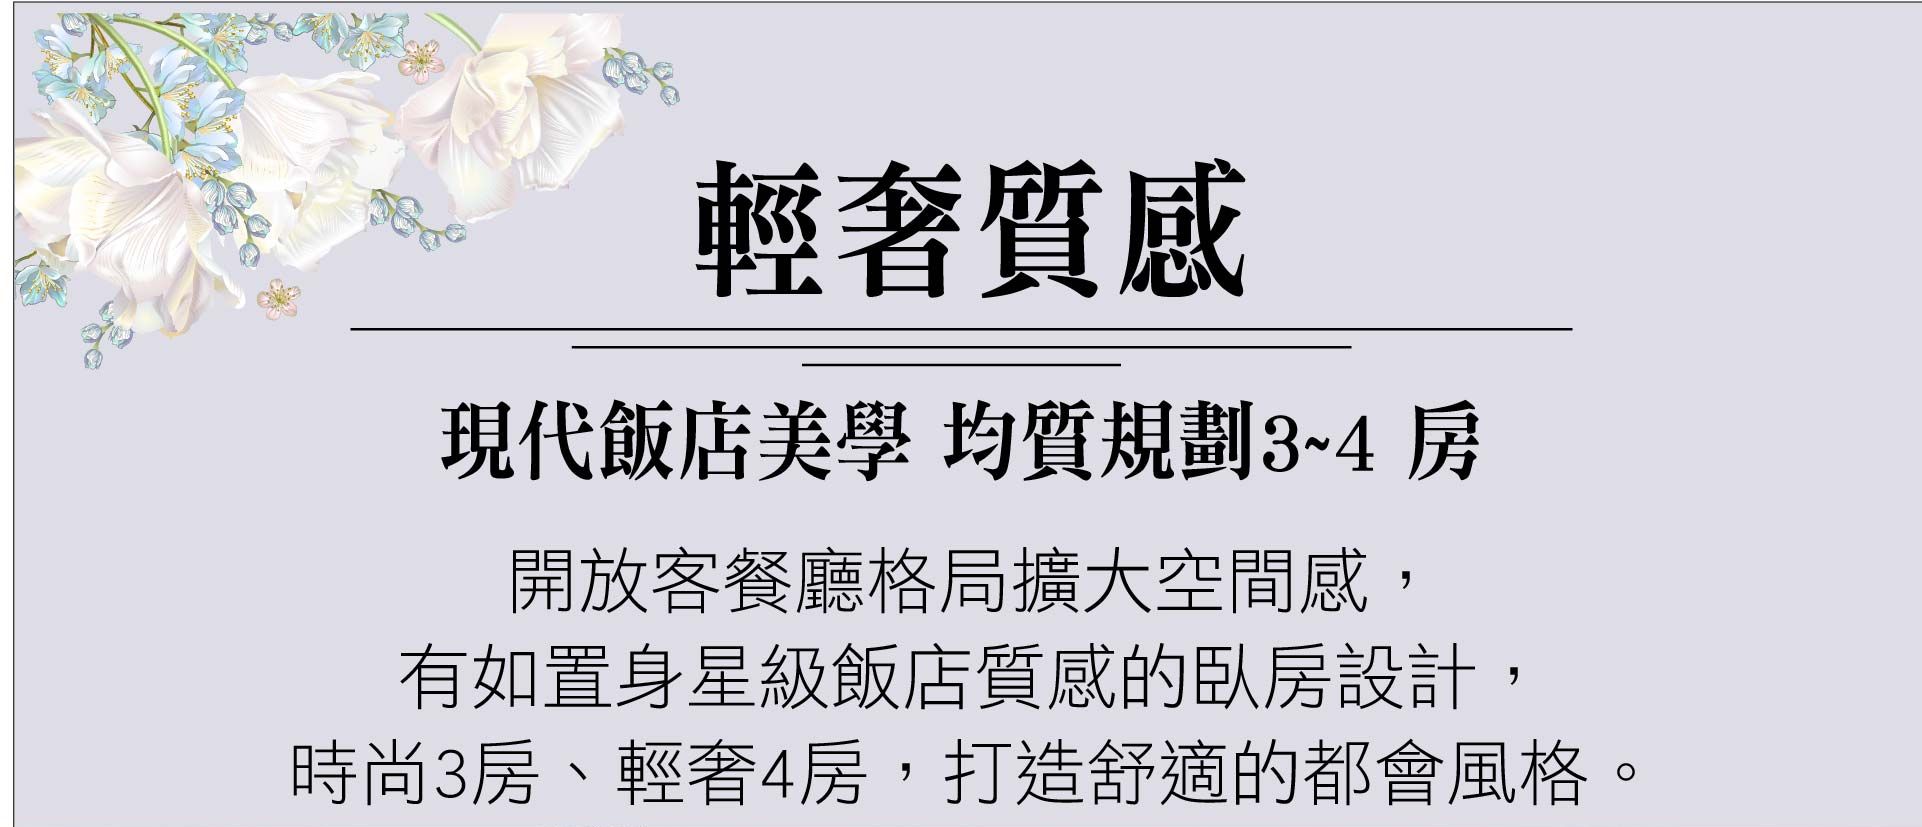 輕奢質感
現代飯店美學 均質規劃3~4 房
開放客餐廳格局擴大空間感，
有如置身星級飯店質感的臥房設計，
時尚3房、輕奢4房，打造舒適的都會風格。